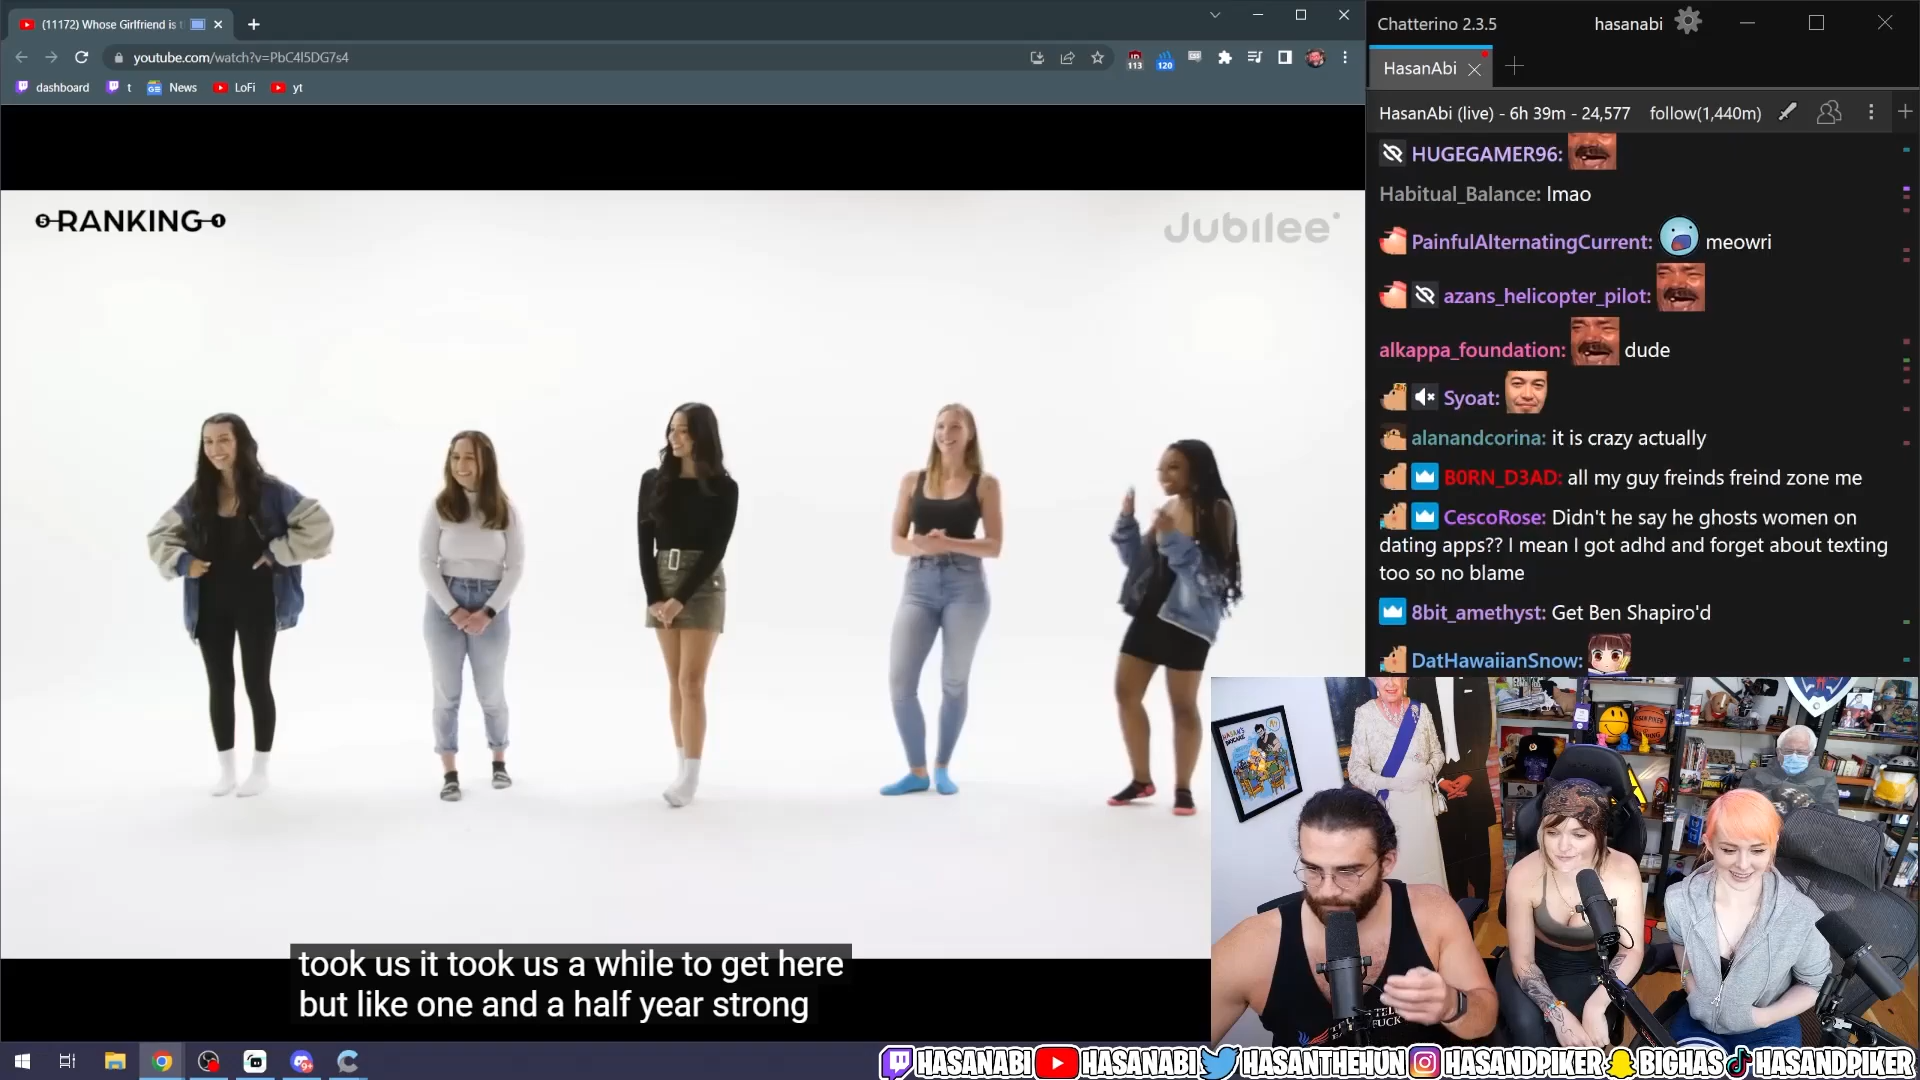 (11172) Whose Girlfriend is t
youtube.com/watch?v=PbC4l5DG7s4
113
120
dashboard
t
News
LoFi
yt
5 RANKING 1
Jubilee
took us it took us a while to get here
but like one and a half year strong
Chatterino 2.3.5
hasanabi
HasanAbi
HasanAbi (live) - 6h 39m - 24,577
follow(1,440m)
HUGEGAMER96:
Habitual_Balance: lmao
PainfulAlternatingCurrent: meowri
azans_helicopter_pilot:
alkappa_foundation: dude
Syoat:
alanandcorina: it is crazy actually
B0RN_D3AD: all my guy freinds freind zone me
CescoRose: Didn't he say he ghosts women on
dating apps?? I mean I got adhd and forget about texting
too so no blame
8bit_amethyst: Get Ben Shapiro'd
DatHawaiianSnow:
HASANABI
HASANABI
HASANTHEHUN
HASANDPIKER
BIGHAS
HASANDPIKER